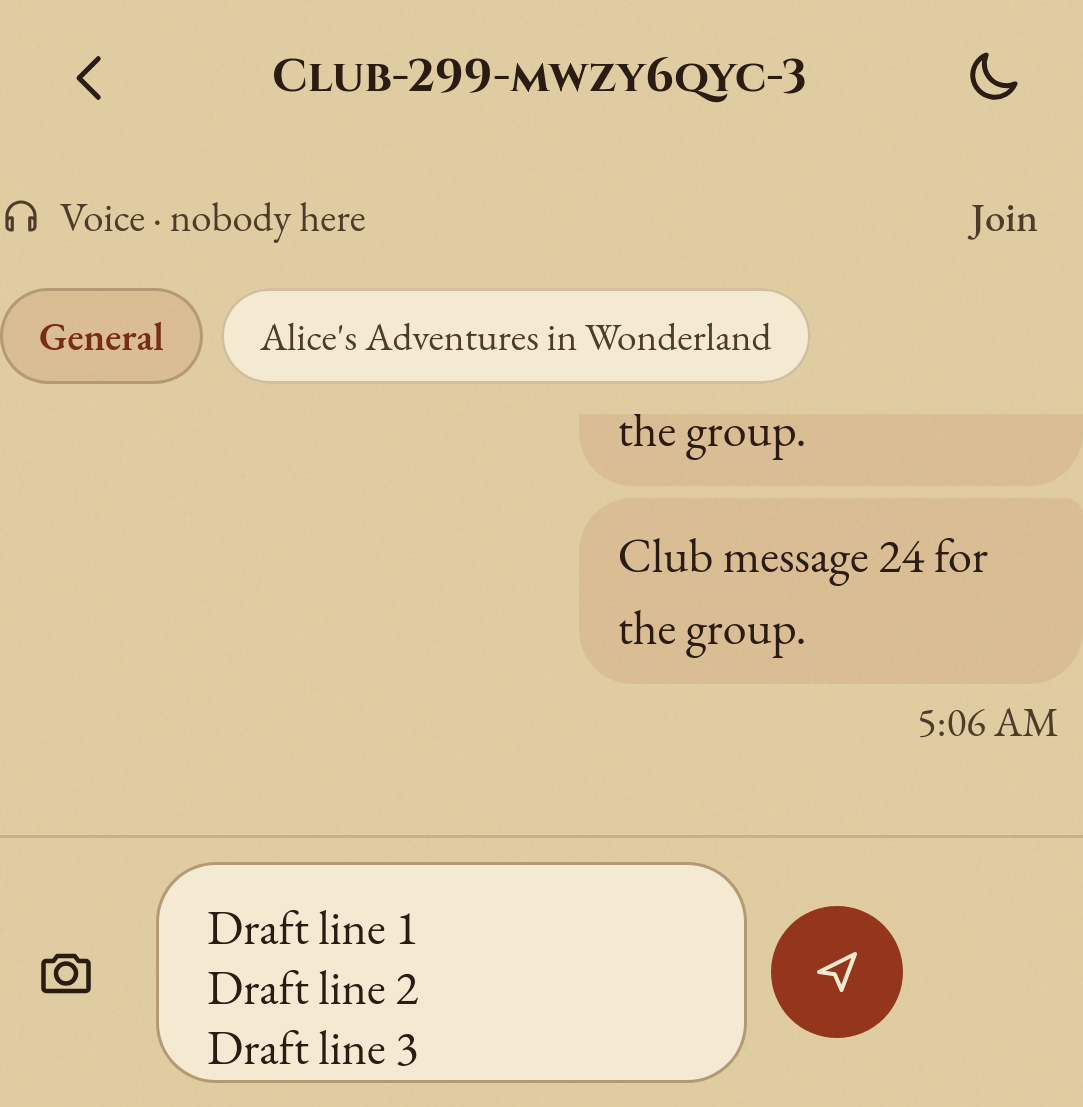 Club-299-mwzy6qyc-3
Voice · nobody here
Join
General
Alice's Adventures in Wonderland
the group.
Club message 24 for
the group.
5:06 AM
Draft line 1
Draft line 2
Draft line 3